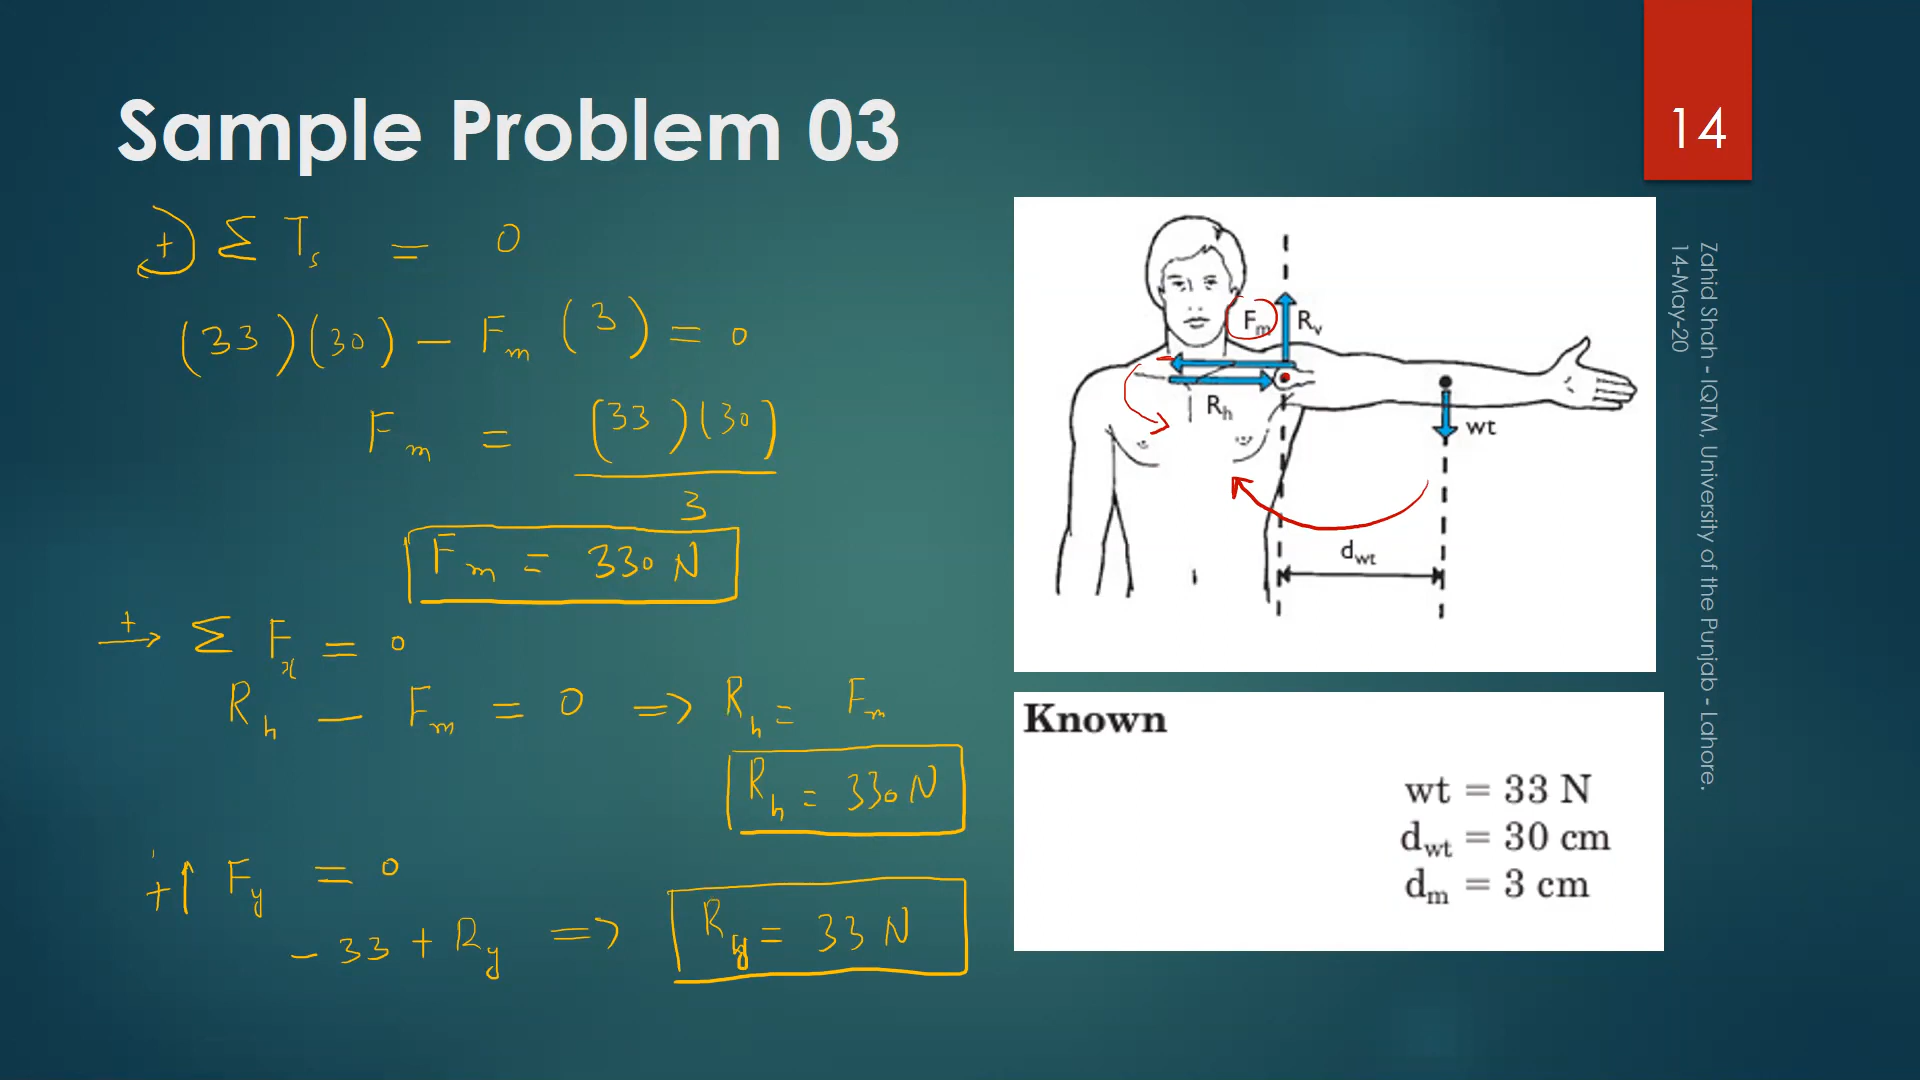 14
Sample Problem 03
+ Σ Ts = 0
(33)(30) - Fm (3) = 0
Fm = (33)(30)
3
Fm = 330 N
+ Σ Fx = 0
Rh - Fm = 0 ⇒ Rh = Fm
Rh = 330 N
+ Fy = 0
- 33 + Ry ⇒ Ry = 33 N
Fm Rv
Rh
wt
dwt
Known
wt = 33 N
dwt = 30 cm
dm = 3 cm
Zahid Shah - IQTM, University of the Punjab - Lahore.
14-May-20